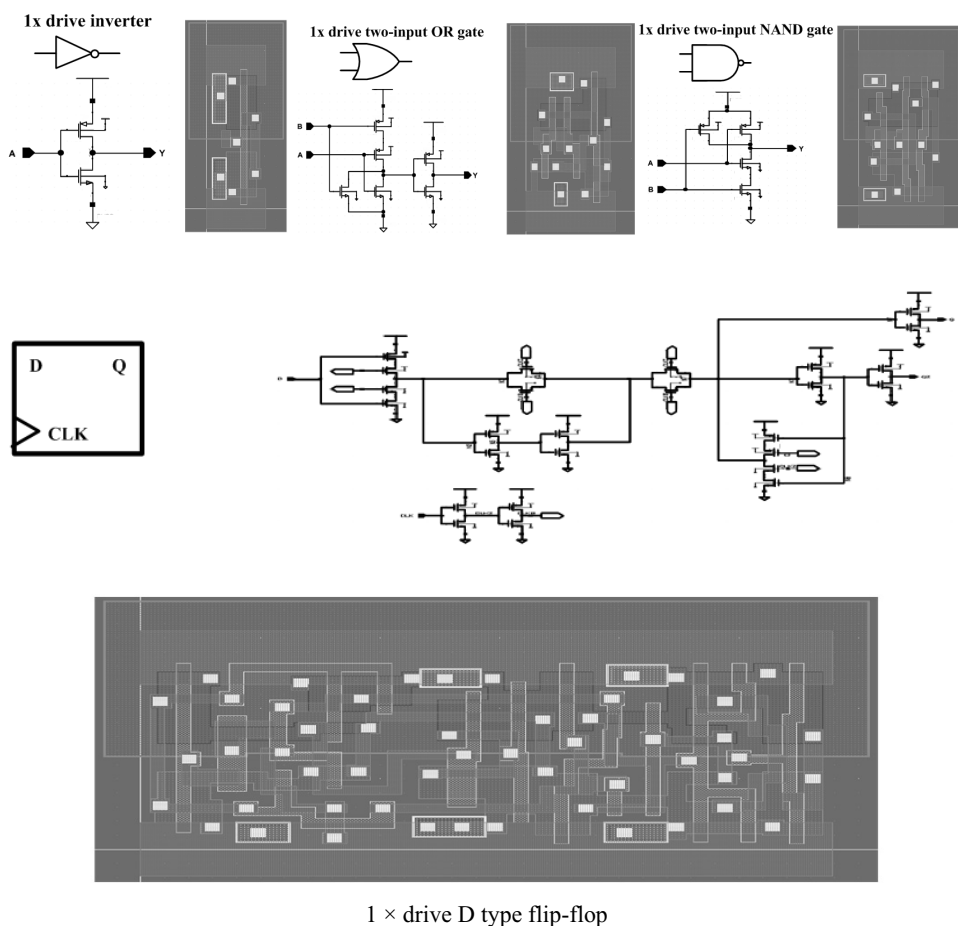 1x drive inverter
1x drive two-input OR gate
1x drive two-input NAND gate
A
Y
B
A
Y
A
B
Y
D Q
CLK
D
CLK
1 × drive D type flip-flop